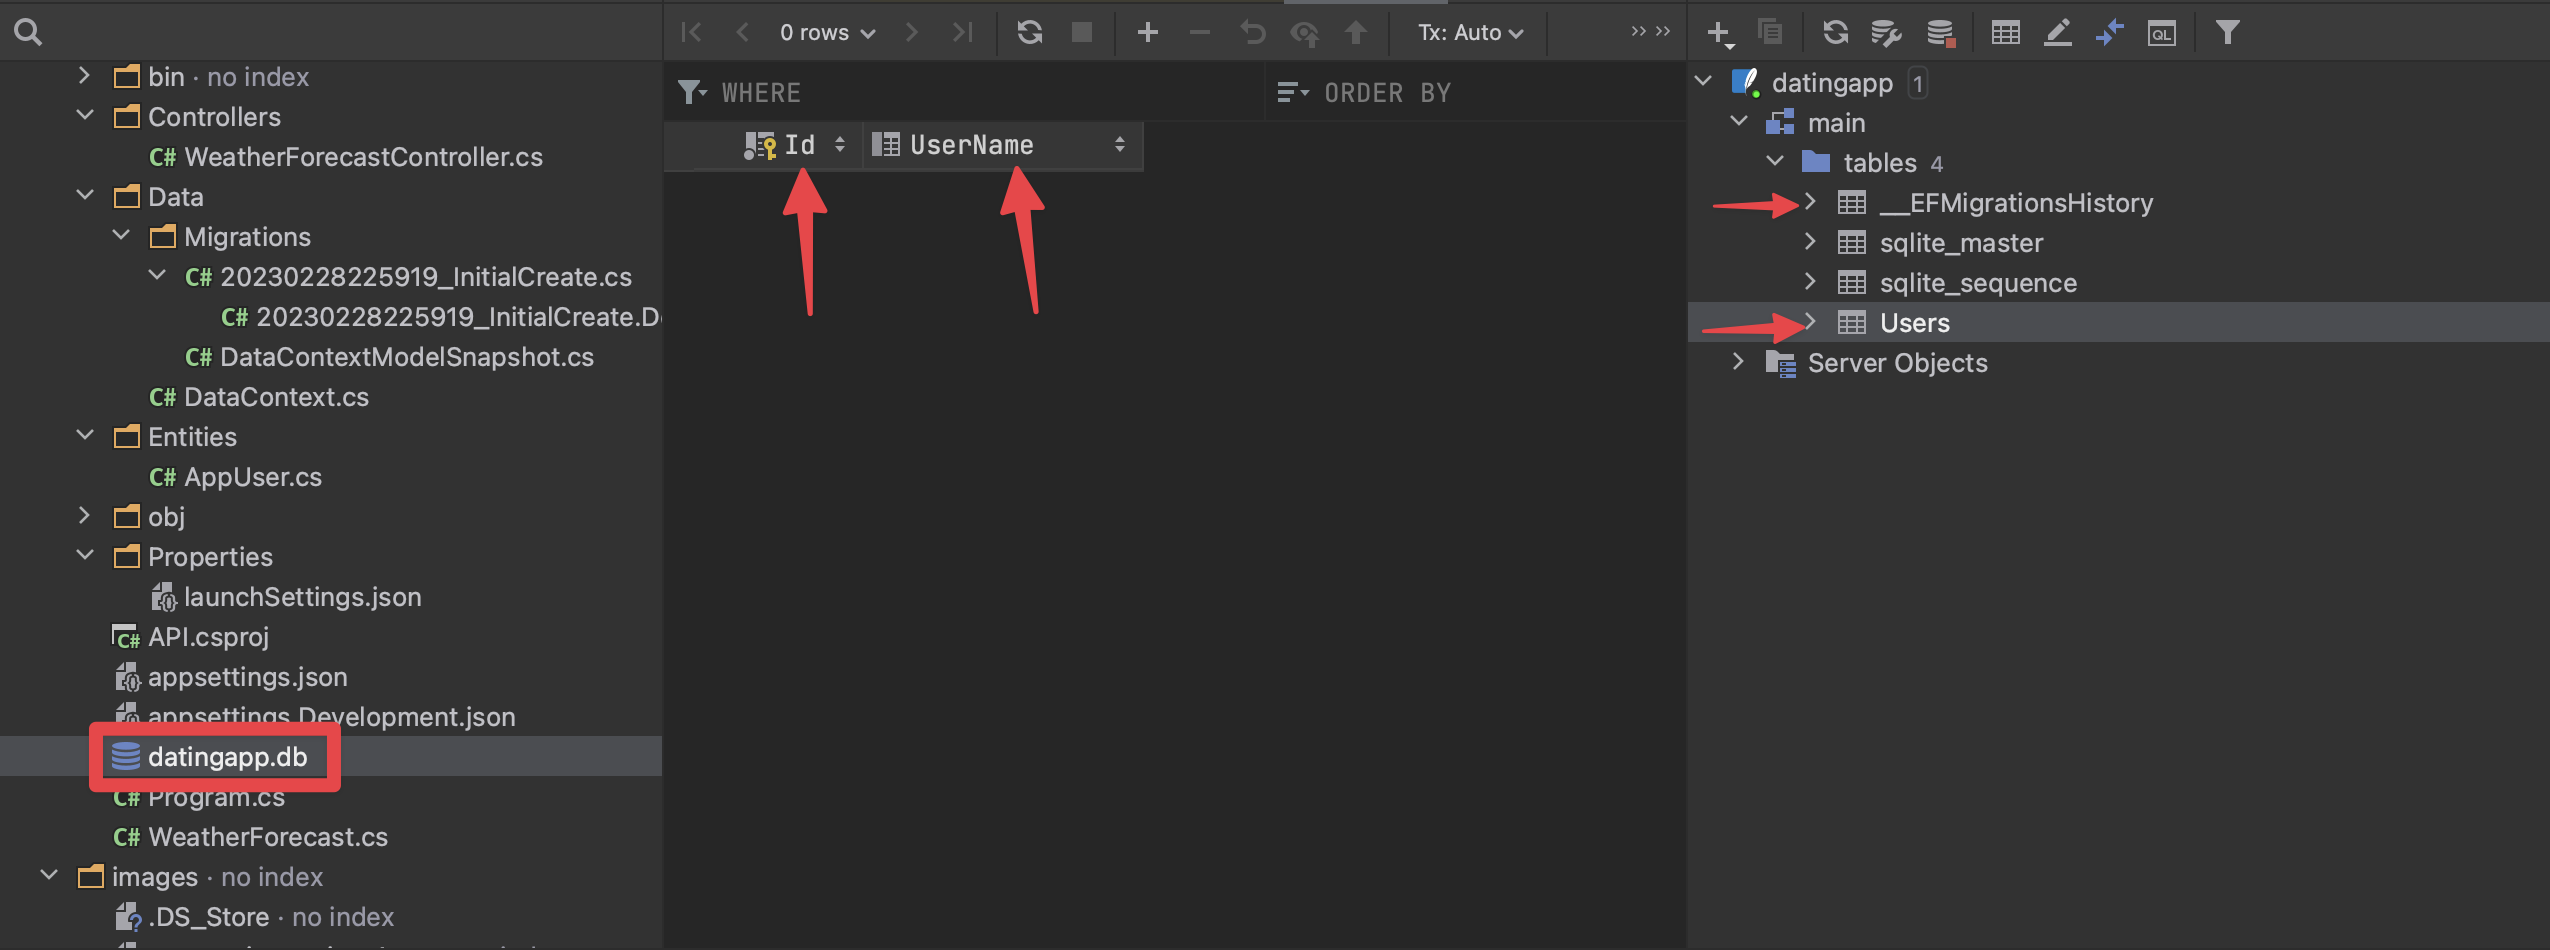 bin · no index
Controllers
C# WeatherForecastController.cs
Data
Migrations
C# 20230228225919_InitialCreate.cs
C# 20230228225919_InitialCreate.De
C# DataContextModelSnapshot.cs
C# DataContext.cs
Entities
C# AppUser.cs
obj
Properties
launchSettings.json
C# API.csproj
appsettings.json
appsettings.Development.json
datingapp.db
C# Program.cs
C# WeatherForecast.cs
images · no index
.DS_Store · no index
0 rows
Tx: Auto
WHERE
ORDER BY
Id
UserName
QL
datingapp 1
main
tables 4
__EFMigrationsHistory
sqlite_master
sqlite_sequence
Users
Server Objects